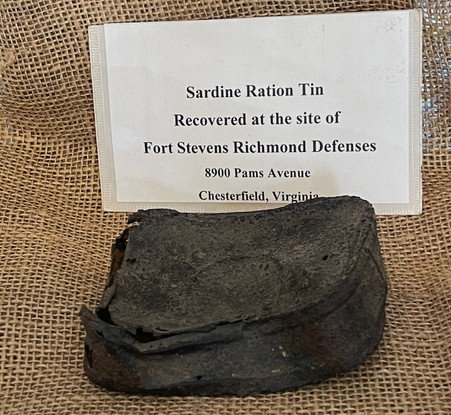 Sardine Ration Tin
Recovered at the site of
Fort Stevens Richmond Defenses
8900 Pams Avenue
Chesterfield, Virginia